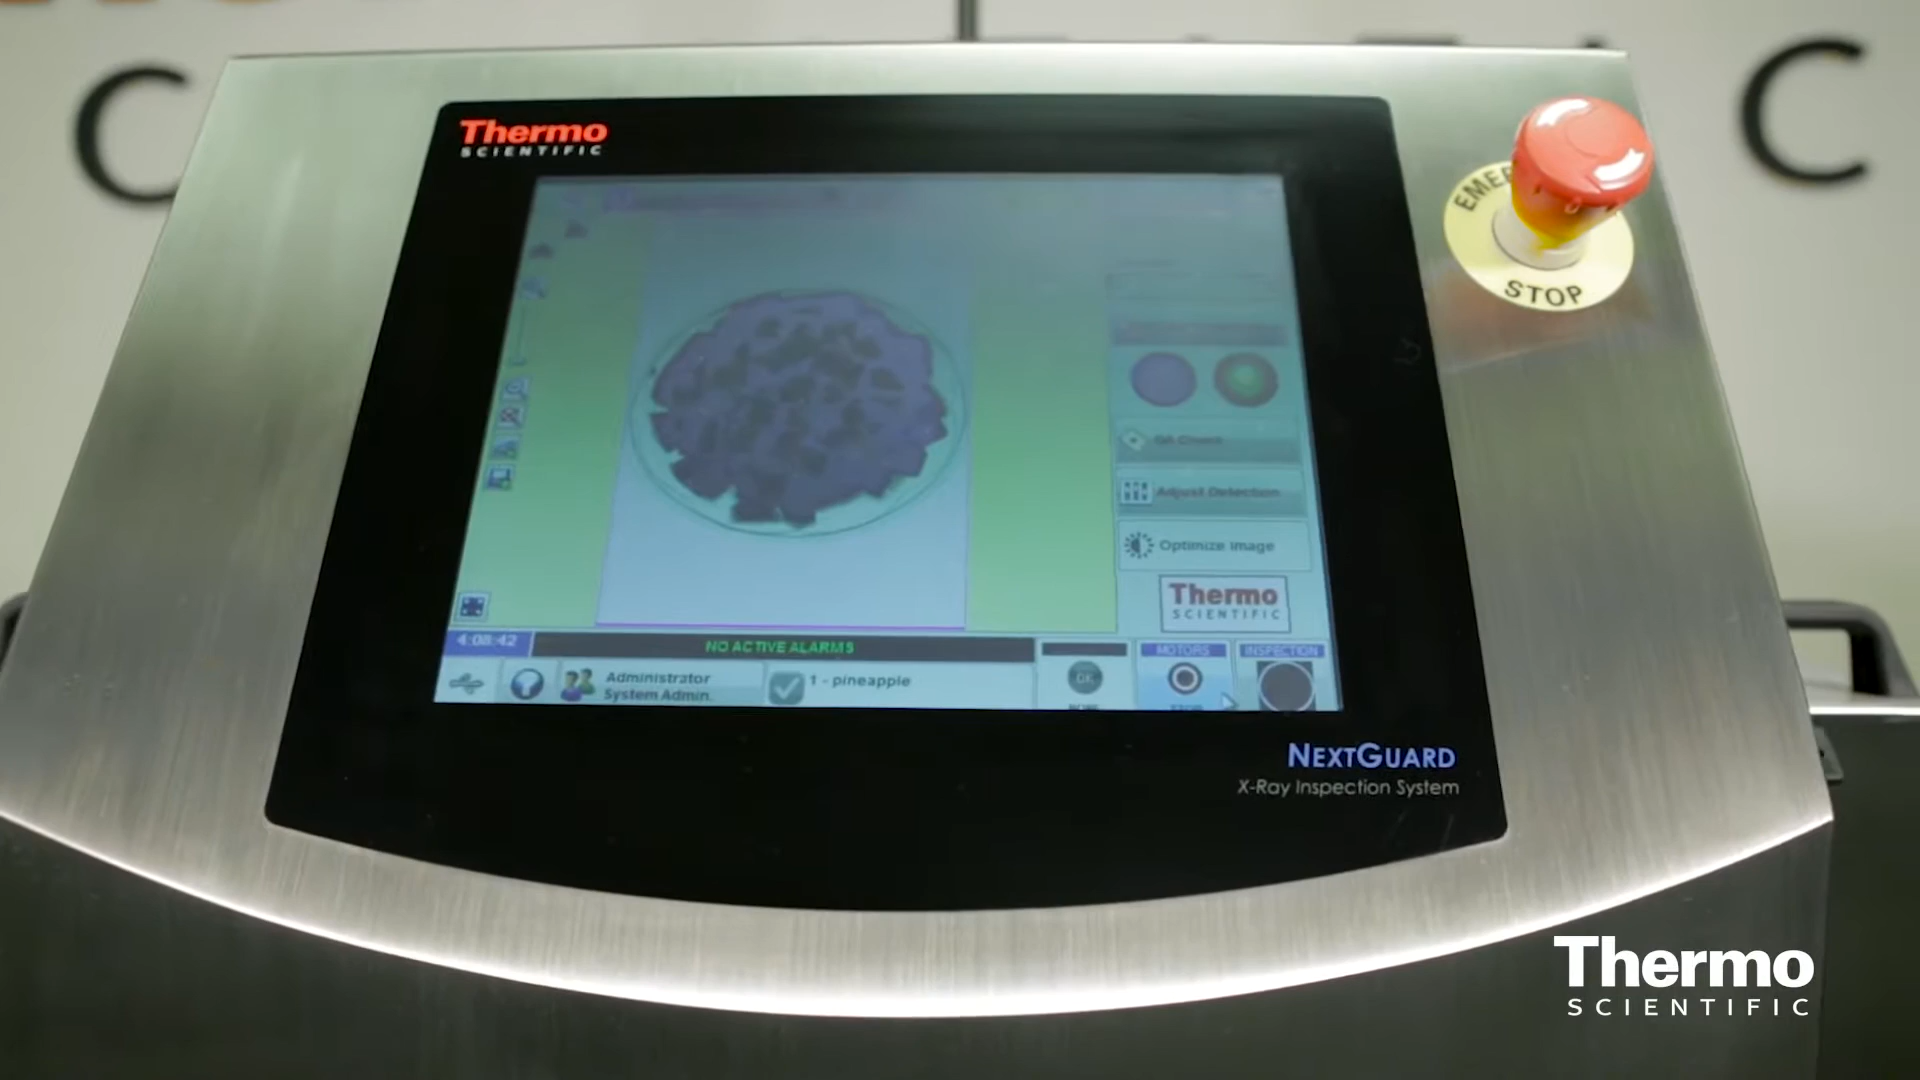 Thermo
SCIENTIFIC
STOP
Adjust Detection
Optimize Image
Thermo
SCIENTIFIC
4:08:42
NO ACTIVE ALARMS
MOTORS
INSPECTION
Administrator
System Admin.
1 - pineapple
OK
NEXTGUARD
X-Ray Inspection System
Thermo
SCIENTIFIC